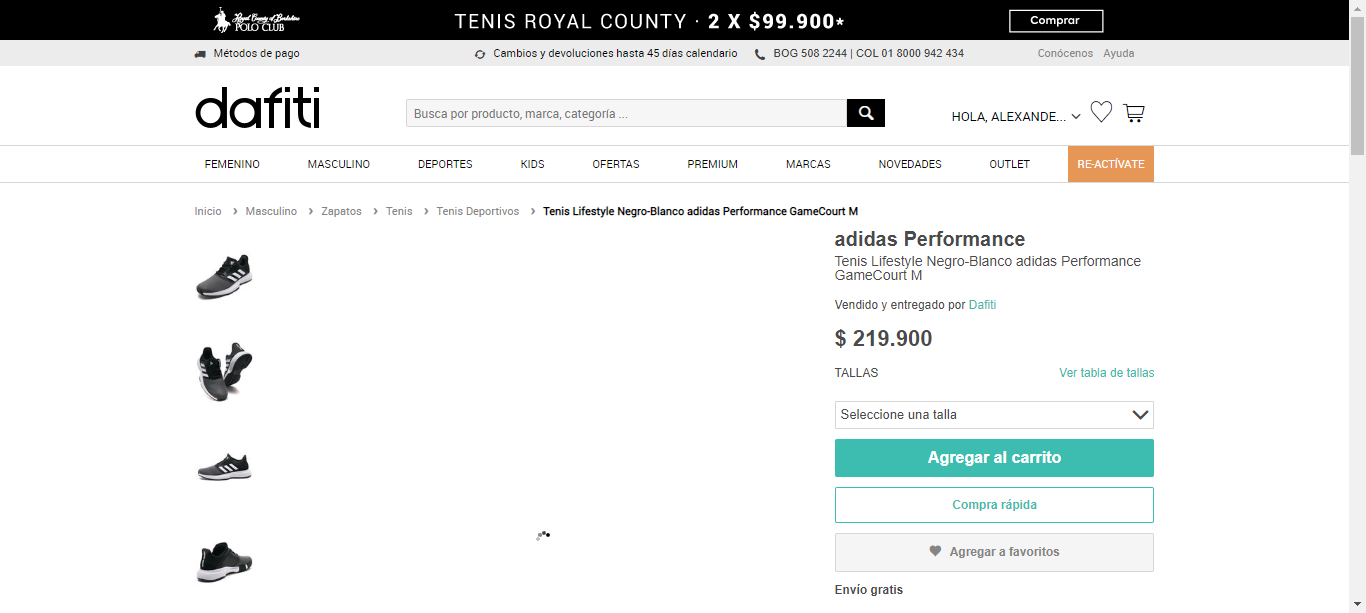 Royal County of Berkshire
POLO CLUB
TENIS ROYAL COUNTY · 2 X $99.900*
Comprar
Métodos de pago
Cambios y devoluciones hasta 45 días calendario
BOG 508 2244 | COL 01 8000 942 434
Conócenos
Ayuda
dafiti
Busca por producto, marca, categoría ...
HOLA, ALEXANDE...
FEMENINO
MASCULINO
DEPORTES
KIDS
OFERTAS
PREMIUM
MARCAS
NOVEDADES
OUTLET
RE-ACTÍVATE
Inicio › Masculino › Zapatos › Tenis › Tenis Deportivos › Tenis Lifestyle Negro-Blanco adidas Performance GameCourt M
adidas Performance
Tenis Lifestyle Negro-Blanco adidas Performance
GameCourt M
Vendido y entregado por Dafiti
$ 219.900
TALLAS
Ver tabla de tallas
Seleccione una talla
Agregar al carrito
Compra rápida
Agregar a favoritos
Envío gratis